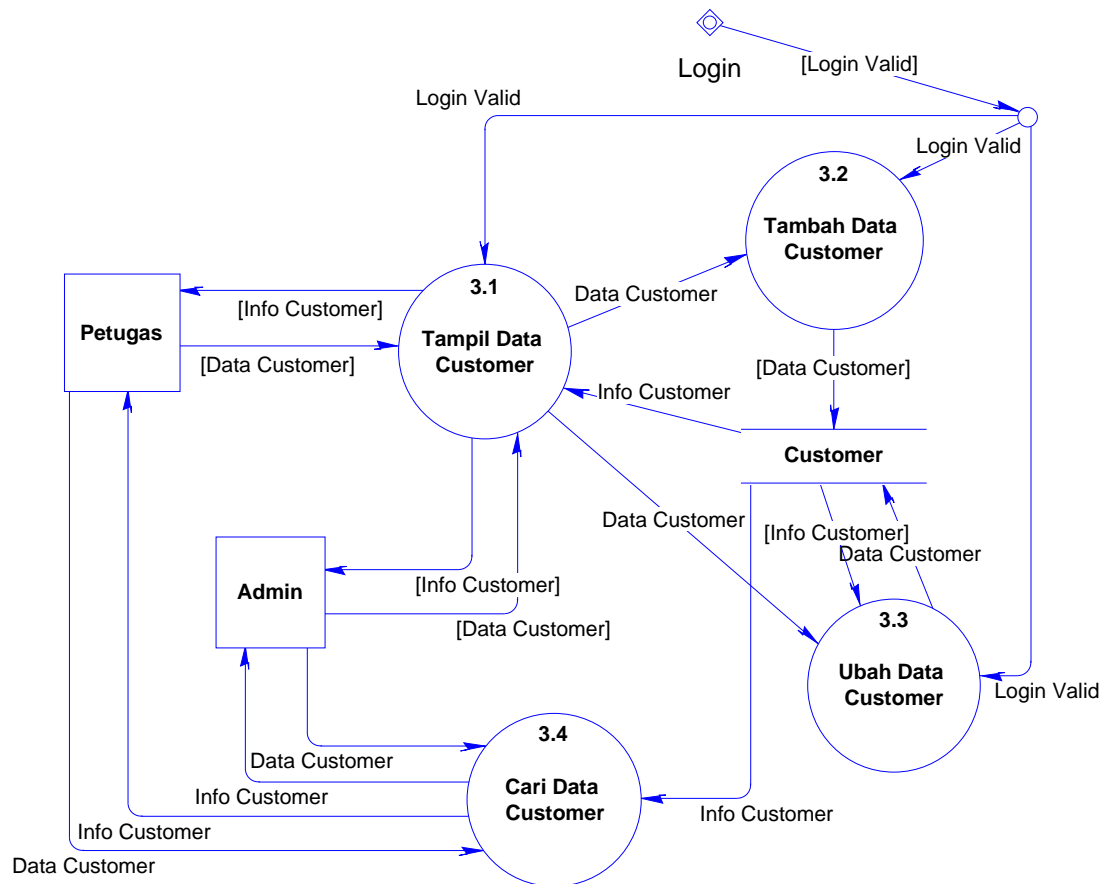 Login
[Login Valid]
Login Valid
Login Valid
3.2
Tambah Data
Customer
3.1
Tampil Data
Customer
[Info Customer]
Petugas
[Data Customer]
Data Customer
[Data Customer]
Info Customer
Customer
Data Customer
[Info Customer]
Data Customer
Admin
[Info Customer]
[Data Customer]
3.3
Ubah Data
Customer
Login Valid
3.4
Cari Data
Customer
Data Customer
Info Customer
Info Customer
Info Customer
Data Customer